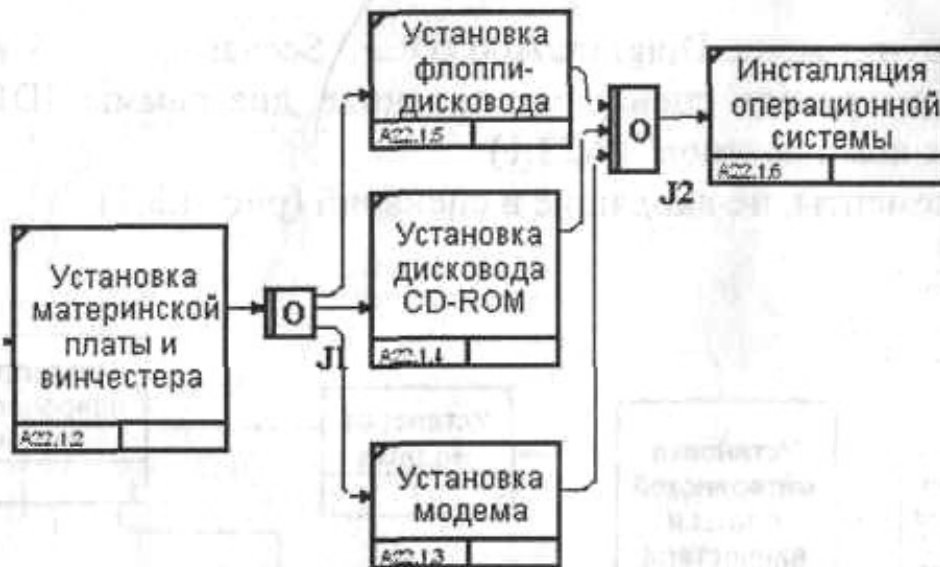 Установка
флоппи-
дисковода
A22.1.5
O
J2
Инсталляция
операционной
системы
A22.1.6
Установка
дисковода
CD-ROM
A22.1.4
Установка
материнской
платы и
винчестера
A22.1.2
O
J1
Установка
модема
A22.1.3